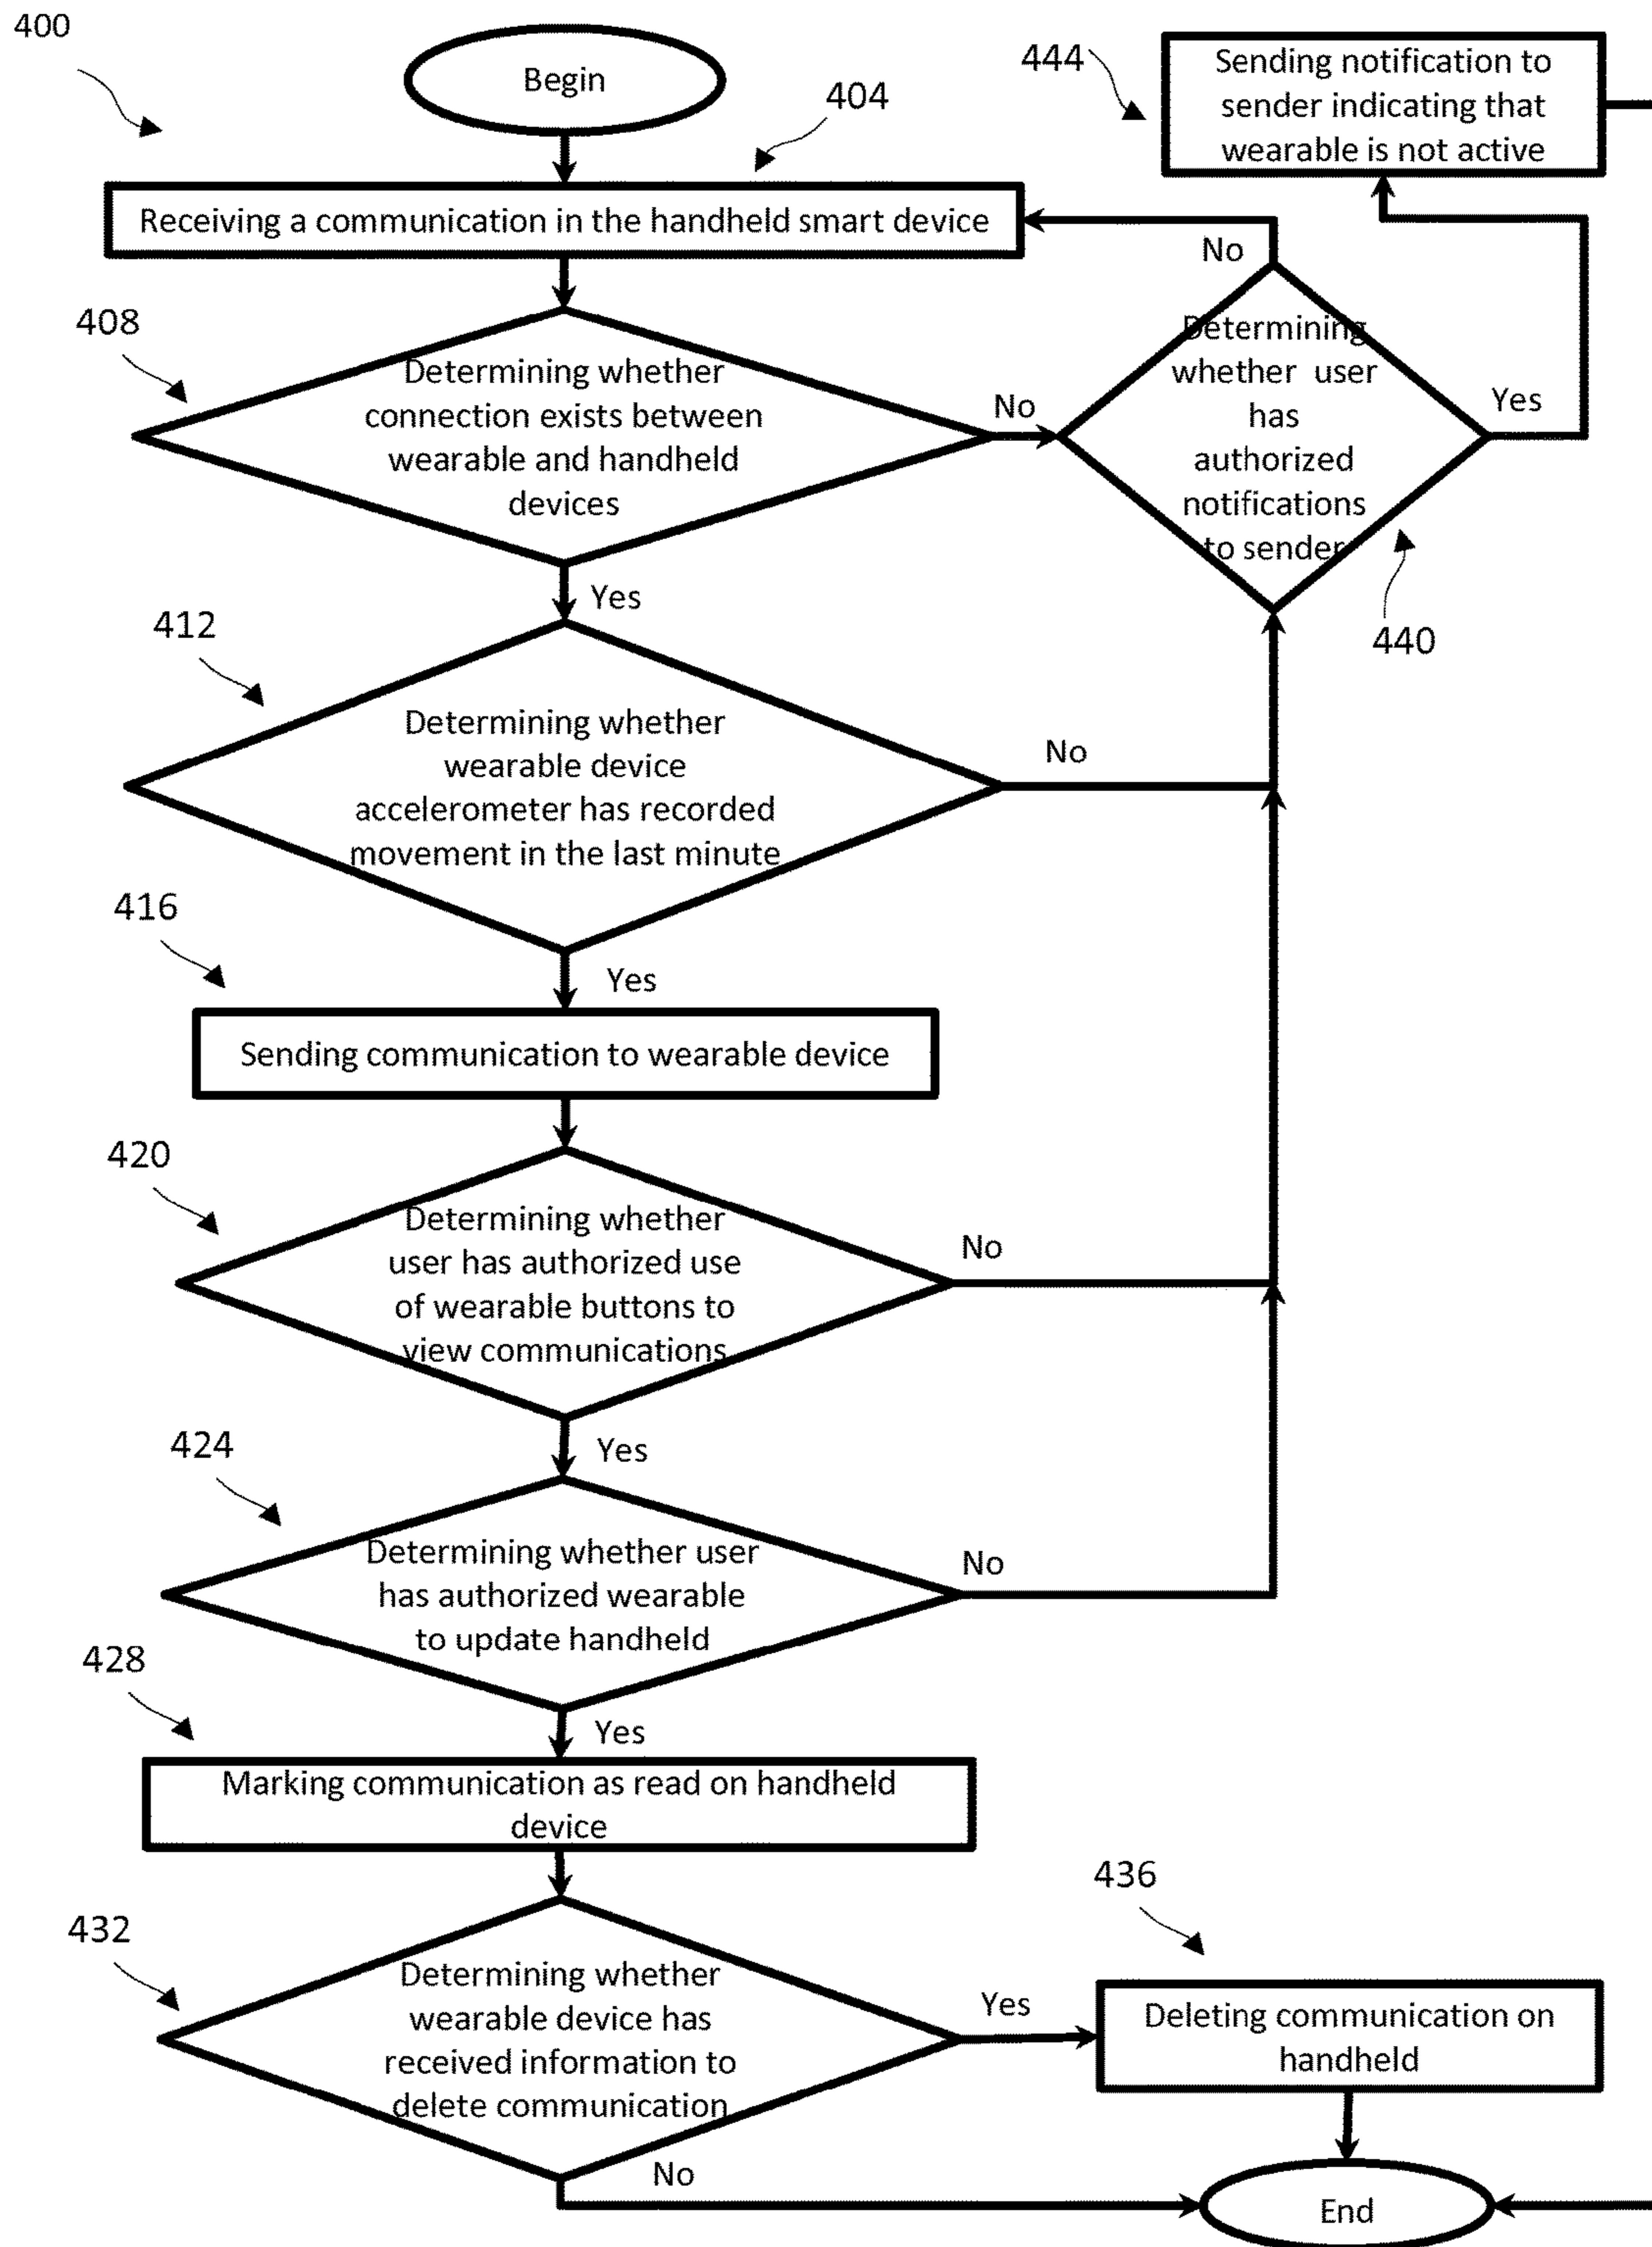 400
Begin
404
444
Sending notification to
sender indicating that
wearable is not active
Receiving a communication in the handheld smart device
No
408
Determining whether
connection exists between
wearable and handheld
devices
No
Determining
whether user
has
authorized
notifications
to sender
Yes
440
Yes
412
Determining whether
wearable device
accelerometer has recorded
movement in the last minute
No
416
Yes
Sending communication to wearable device
420
Determining whether
user has authorized use
of wearable buttons to
view communications
No
424
Yes
Determining whether user
has authorized wearable
to update handheld
No
428
Yes
Marking communication as read on handheld
device
432
Determining whether
wearable device has
received information to
delete communication
Yes
436
Deleting communication on
handheld
No
End